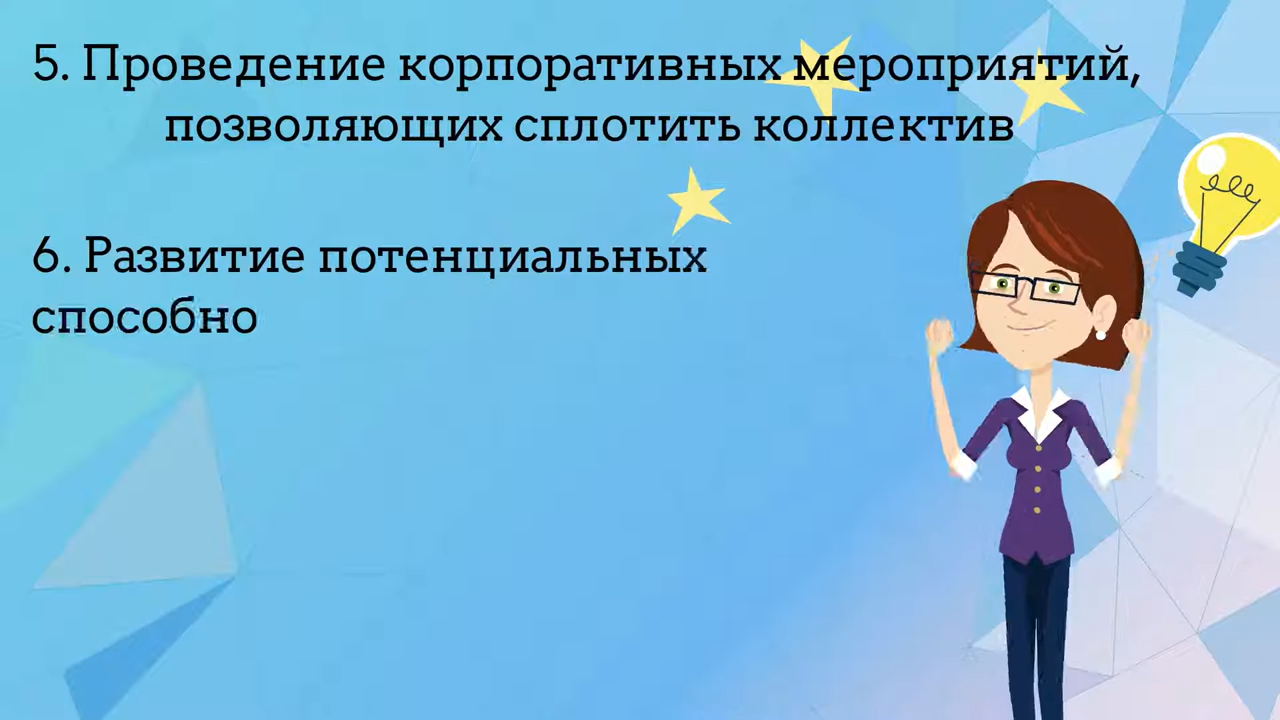 5. Проведение корпоративных мероприятий,
позволяющих сплотить коллектив
6. Развитие потенциальных
способно